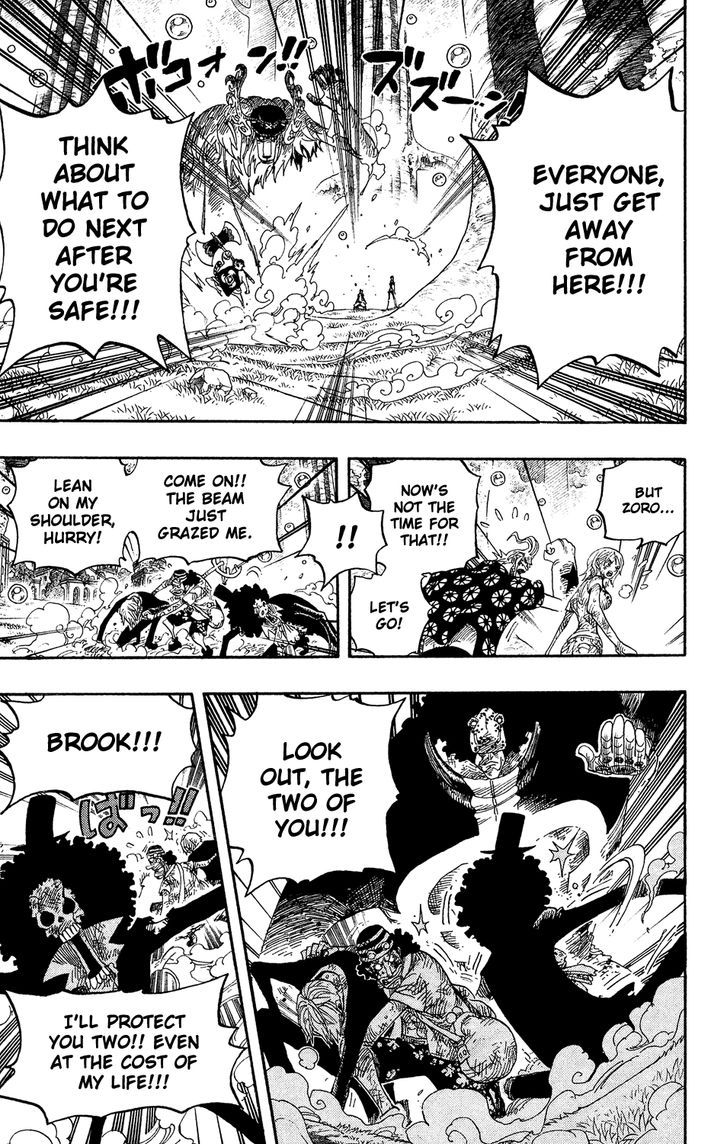 ズズーン!
ボコォン!!
EVERYONE,
JUST GET
AWAY
FROM
HERE!!!
THINK
ABOUT
WHAT TO
DO NEXT
AFTER
YOU'RE
SAFE!!!
BUT
ZORO...
NOW'S
NOT THE
TIME FOR
THAT!!
LET'S
GO!
!!
COME ON!!
THE BEAM
JUST
GRAZED ME.
LEAN
ON MY
SHOULDER,
HURRY!
LOOK
OUT, THE
TWO OF
YOU!!!
BROOK!!!
ばっ!!
I'LL PROTECT
YOU TWO!! EVEN
AT THE COST OF
MY LIFE!!!